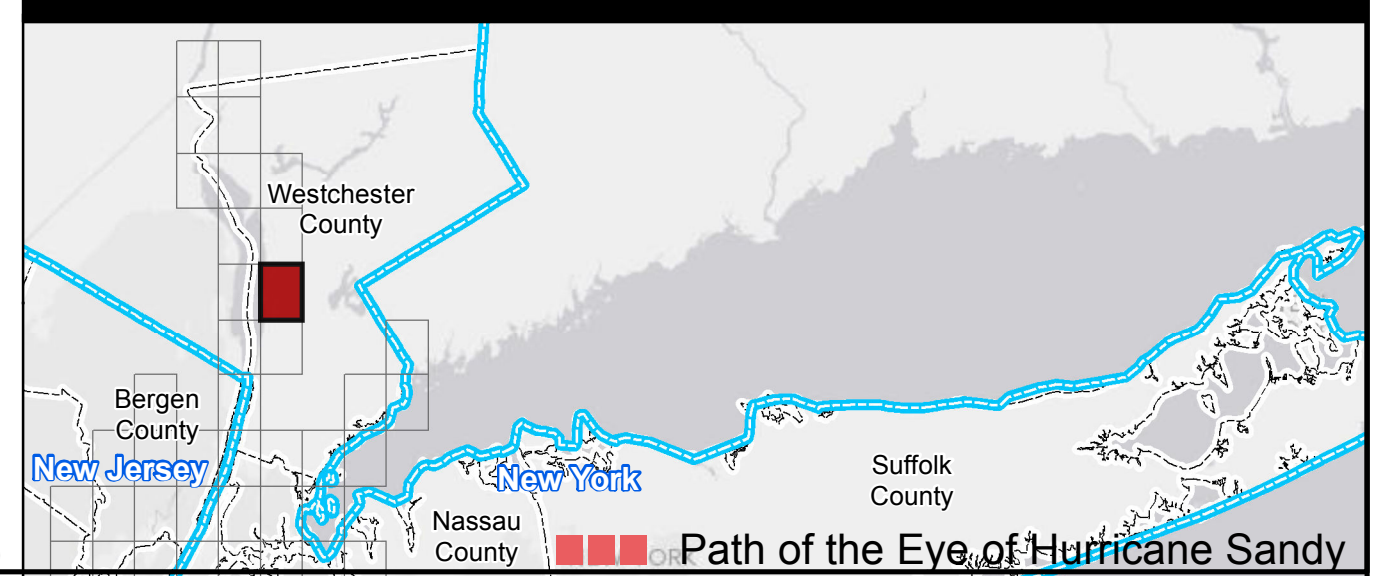 Westchester
County
Bergen
County
New Jersey
New York
Suffolk
County
Nassau
County
Path of the Eye of Hurricane Sandy